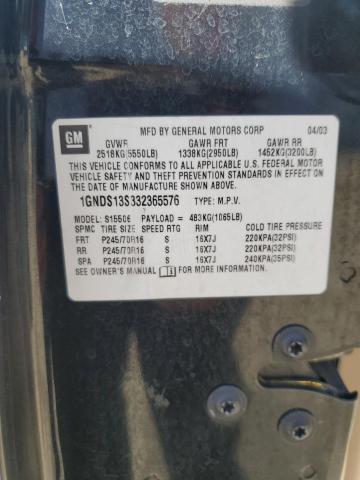 GM
MFD BY GENERAL MOTORS CORP 04/03
GVWR GAWR FRT GAWR RR
2518KG(5550LB) 1338KG(2950LB) 1452KG(3200LB)
THIS VEHICLE CONFORMS TO ALL APPLICABLE U.S. FEDERAL MOTOR
VEHICLE SAFETY AND THEFT PREVENTION STANDARDS IN EFFECT ON THE
DATE OF MANUFACTURE SHOWN ABOVE.
1GNDS13S332365576 TYPE: M.P.V.
MODEL: S15506 PAYLOAD = 483KG(1065LB)
SPMC TIRE SIZE SPEED RTG RIM COLD TIRE PRESSURE
FRT P245/70R16 S 16X7J 220KPA(32PSI)
RR P245/70R16 S 16X7J 220KPA(32PSI)
SPA P245/70R16 S 16X7J 240KPA(35PSI)
SEE OWNER'S MANUAL FOR MORE INFORMATION